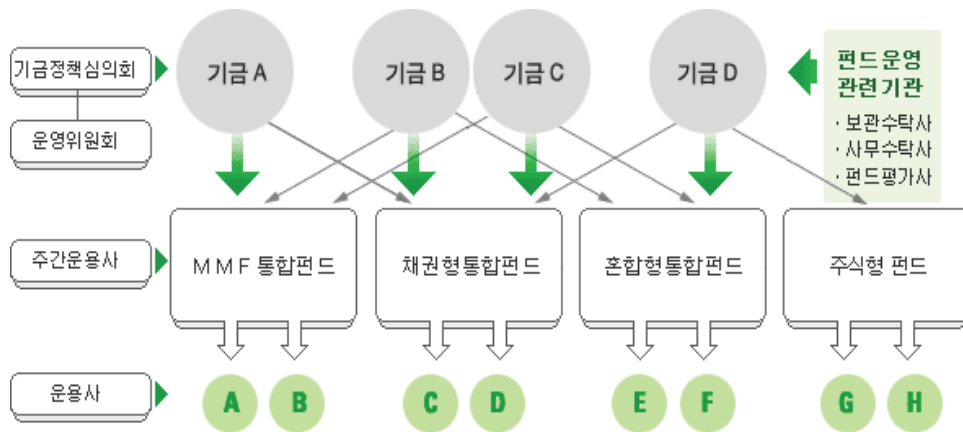 기금정책심의회
운영위원회
기금 A
기금 B
기금 C
기금 D
펀드운영
관련기관
· 보관수탁사
· 사무수탁사
· 펀드평가사
주간운용사
MMF 통합펀드
채권형통합펀드
혼합형통합펀드
주식형 펀드
운용사
A
B
C
D
E
F
G
H